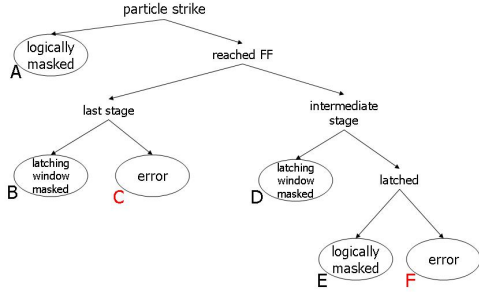 particle strike
logically
masked
A
reached FF
last stage
intermediate
stage
latching
window
masked
B
error
C
latching
window
masked
D
latched
logically
masked
E
error
F